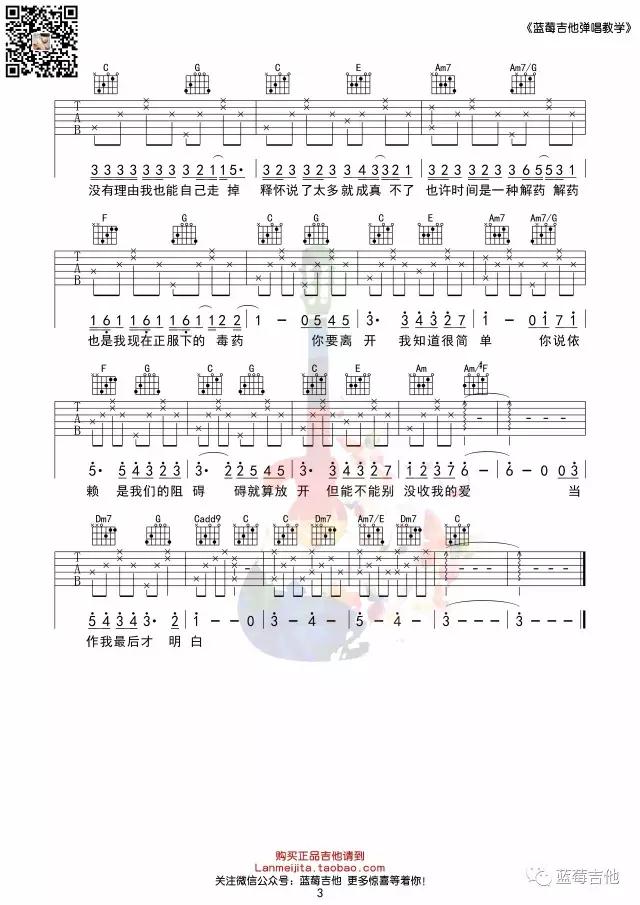 《蓝莓吉他弹唱教学》
C G C E Am7 Am7/G
T A B
3 3 3 3 3 3 3 3 2 1 1 5· 3 3 2 3 3 2 3 3 4 3 3 2 1 3 2 3 3 2 3 3 6 5 5 3 1
没有理由我也能自己走 掉 释怀说了太多就成真 不了 也许时间是一种解药 解药
F G C G C E Am7 Am7/G
T A B
1 6 1 1 6 1 1 6 1 1 2 2 1 - 0 5 4 5 3· 3 4 3 2 7 1 - 0 1 7 1
也是我现在正服下的 毒药 你要离 开 我知道很简 单 你说依
F G C G C E Am Am/F
T A B
5· 5 4 3 2 3 3· 2 2 5 4 5 3· 3 4 3 2 7 1 2 3 7 6 - 6 - 0 0 3
赖 是我们的阻 碍 碍就算放 开 但能不能别 没收我的爱 当
Dm7 G Cadd9 C C Dm7 Am7/E Dm7 C
T A B
5 4 3 4 3· 2 1 - - 0 3 - 4 - 5 - 4 - 3 - - - 3 - - -
作我最后才 明白
购买正品吉他请到
Lanmeijita.taobao.com
关注微信公众号：蓝莓吉他 更多惊喜等着你！
蓝莓吉他
3